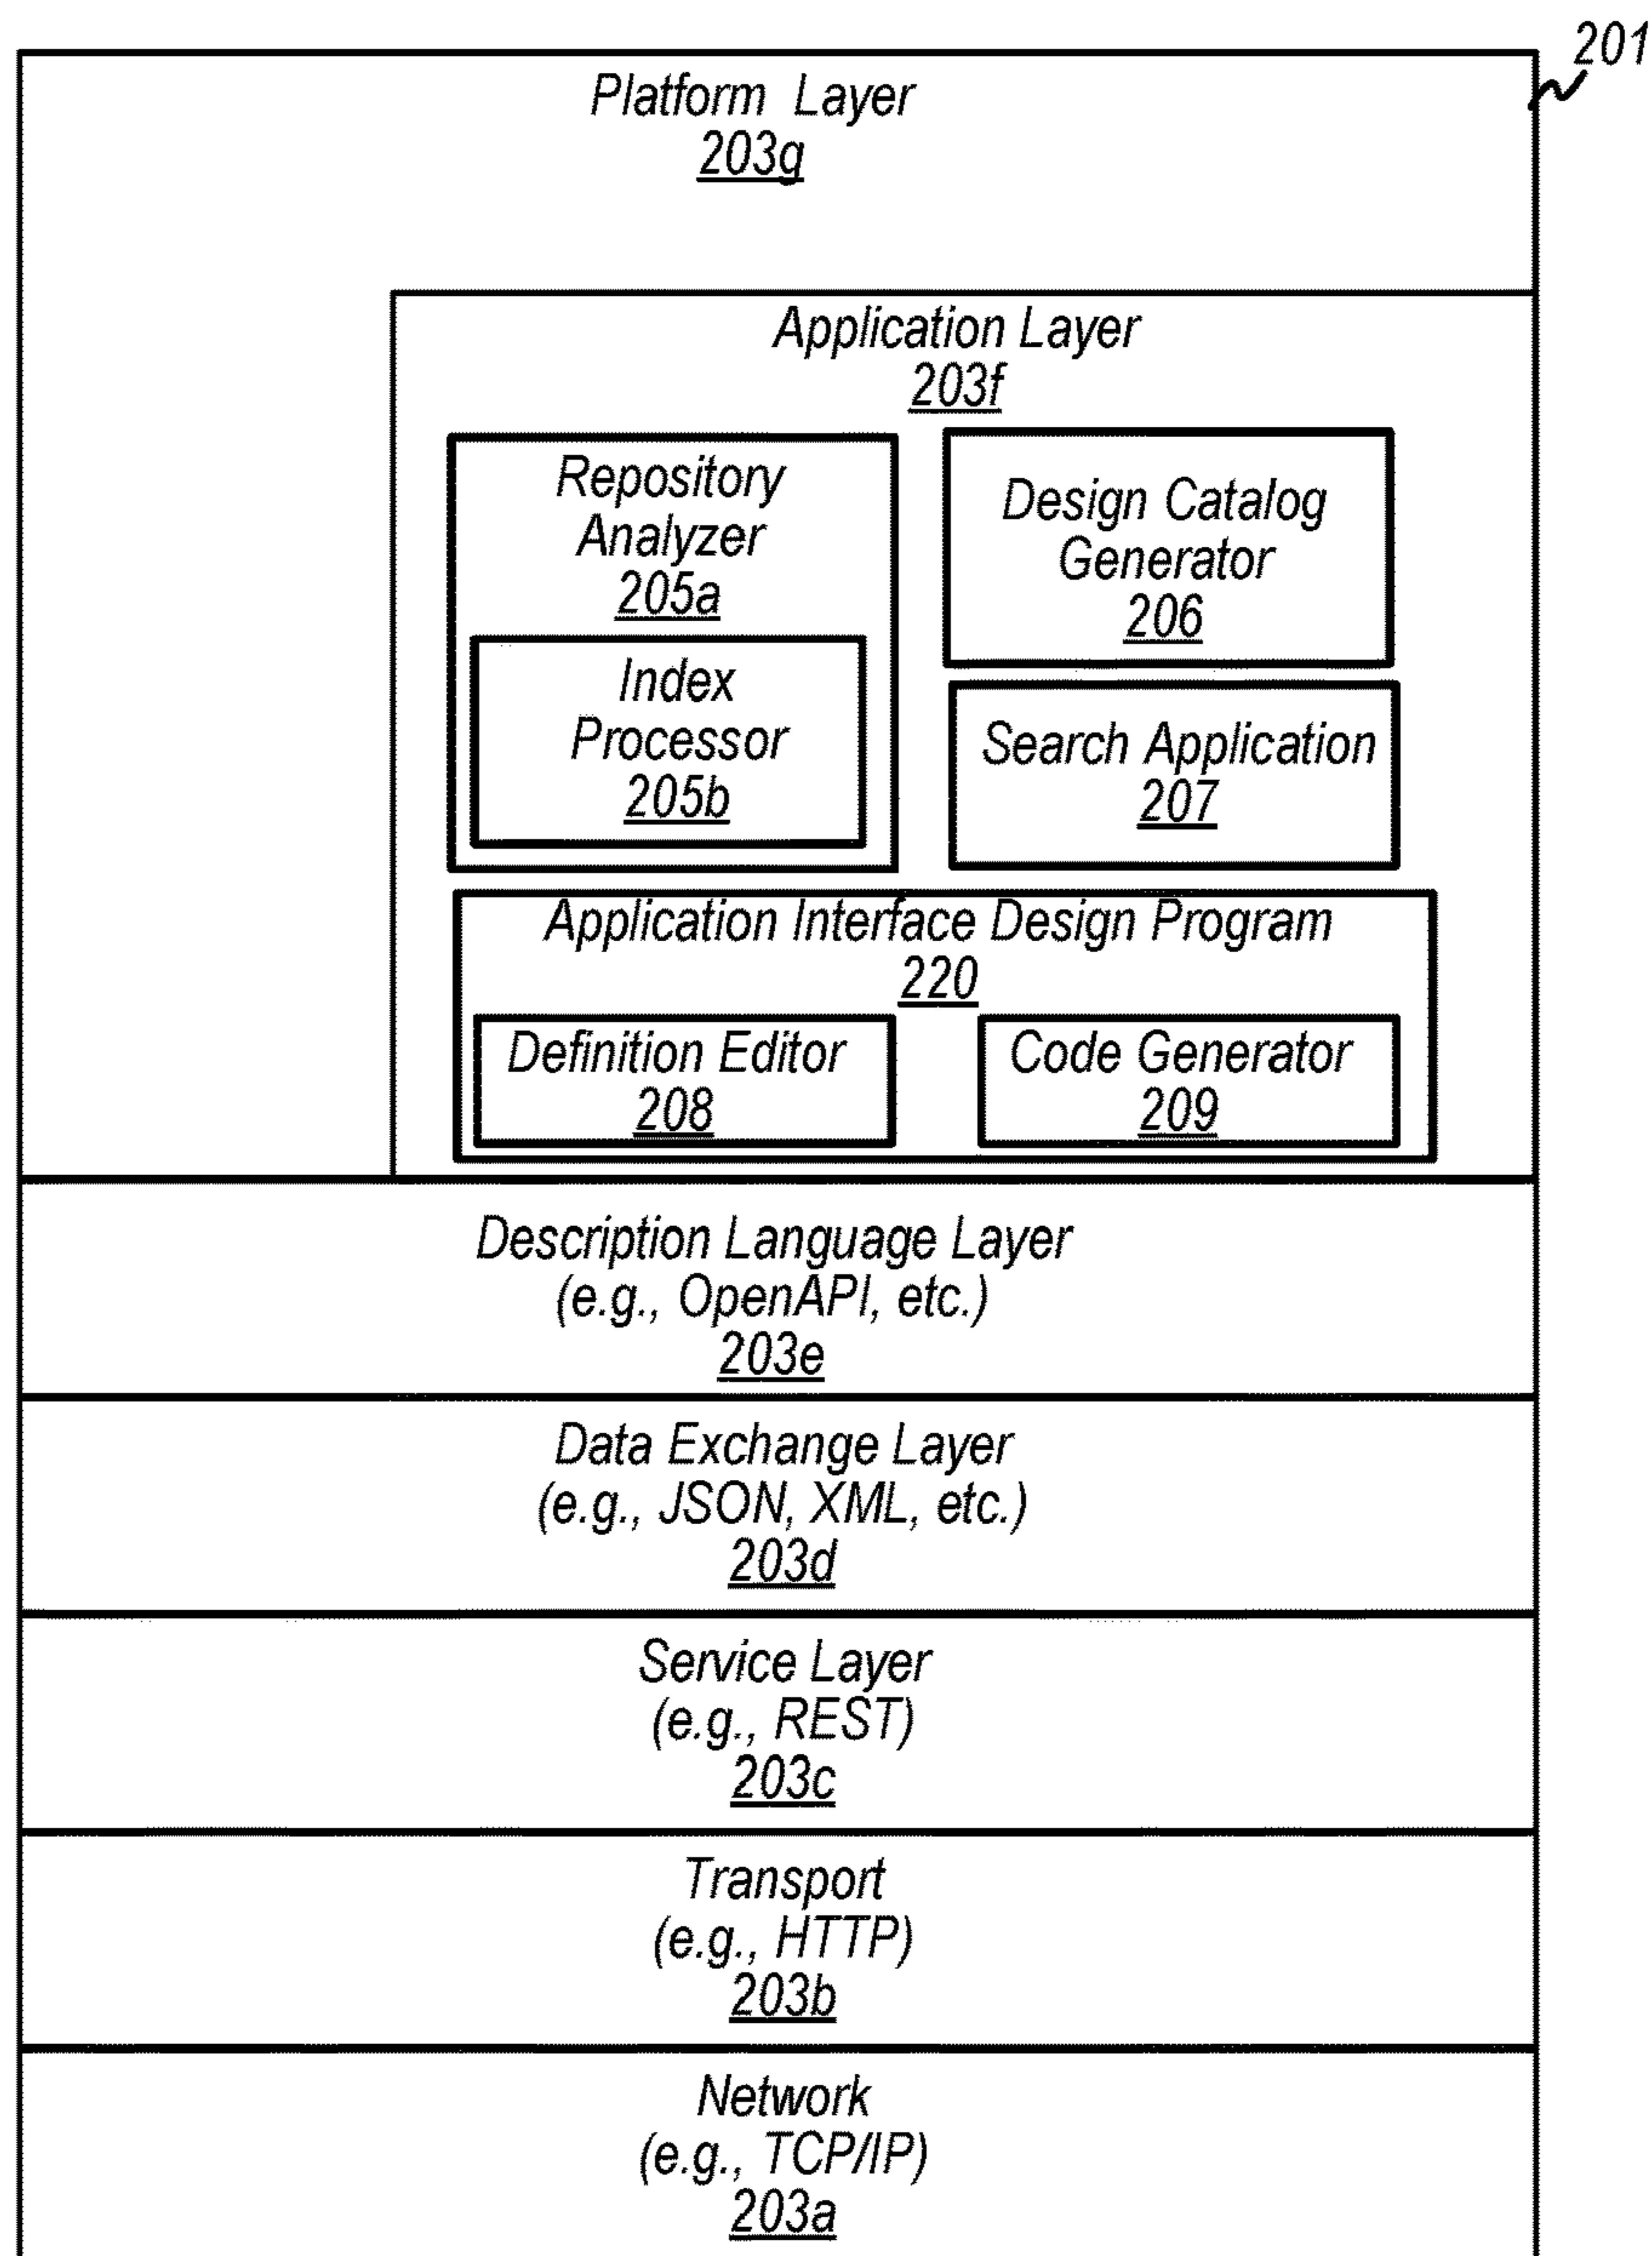 201
Platform Layer
203g
Application Layer
203f
Repository
Analyzer
205a
Index
Processor
205b
Design Catalog
Generator
206
Search Application
207
Application Interface Design Program
220
Definition Editor
208
Code Generator
209
Description Language Layer
(e.g., OpenAPI, etc.)
203e
Data Exchange Layer
(e.g., JSON, XML, etc.)
203d
Service Layer
(e.g., REST)
203c
Transport
(e.g., HTTP)
203b
Network
(e.g., TCP/IP)
203a